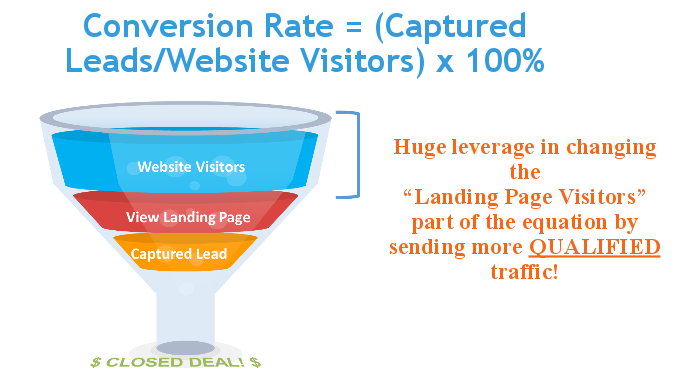 Conversion Rate = (Captured
Leads/Website Visitors) x 100%
Website Visitors
View Landing Page
Captured Lead
$ CLOSED DEAL! $
Huge leverage in changing
the
“Landing Page Visitors”
part of the equation by
sending more QUALIFIED
traffic!